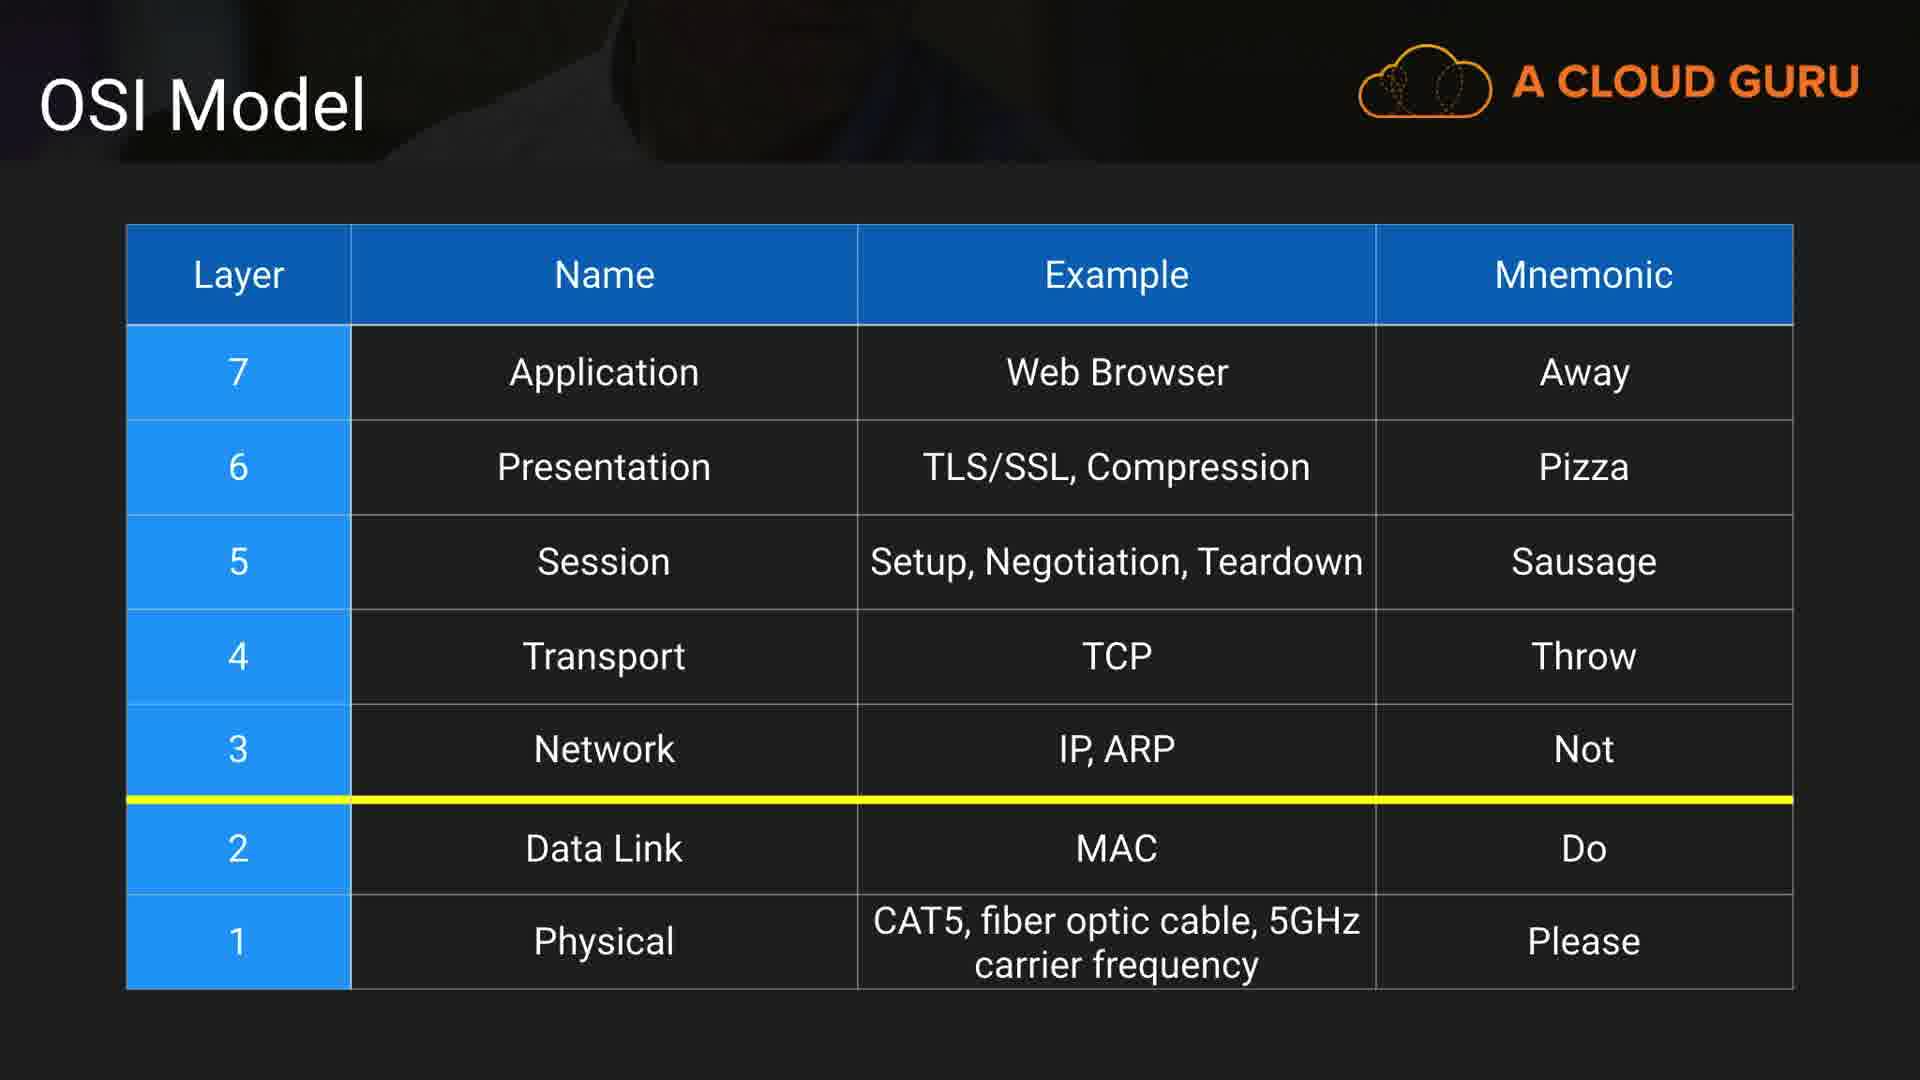 OSI Model
A CLOUD GURU
Layer Name Example Mnemonic
7 Application Web Browser Away
6 Presentation TLS/SSL, Compression Pizza
5 Session Setup, Negotiation, Teardown Sausage
4 Transport TCP Throw
3 Network IP, ARP Not
2 Data Link MAC Do
1 Physical CAT5, fiber optic cable, 5GHz
carrier frequency Please